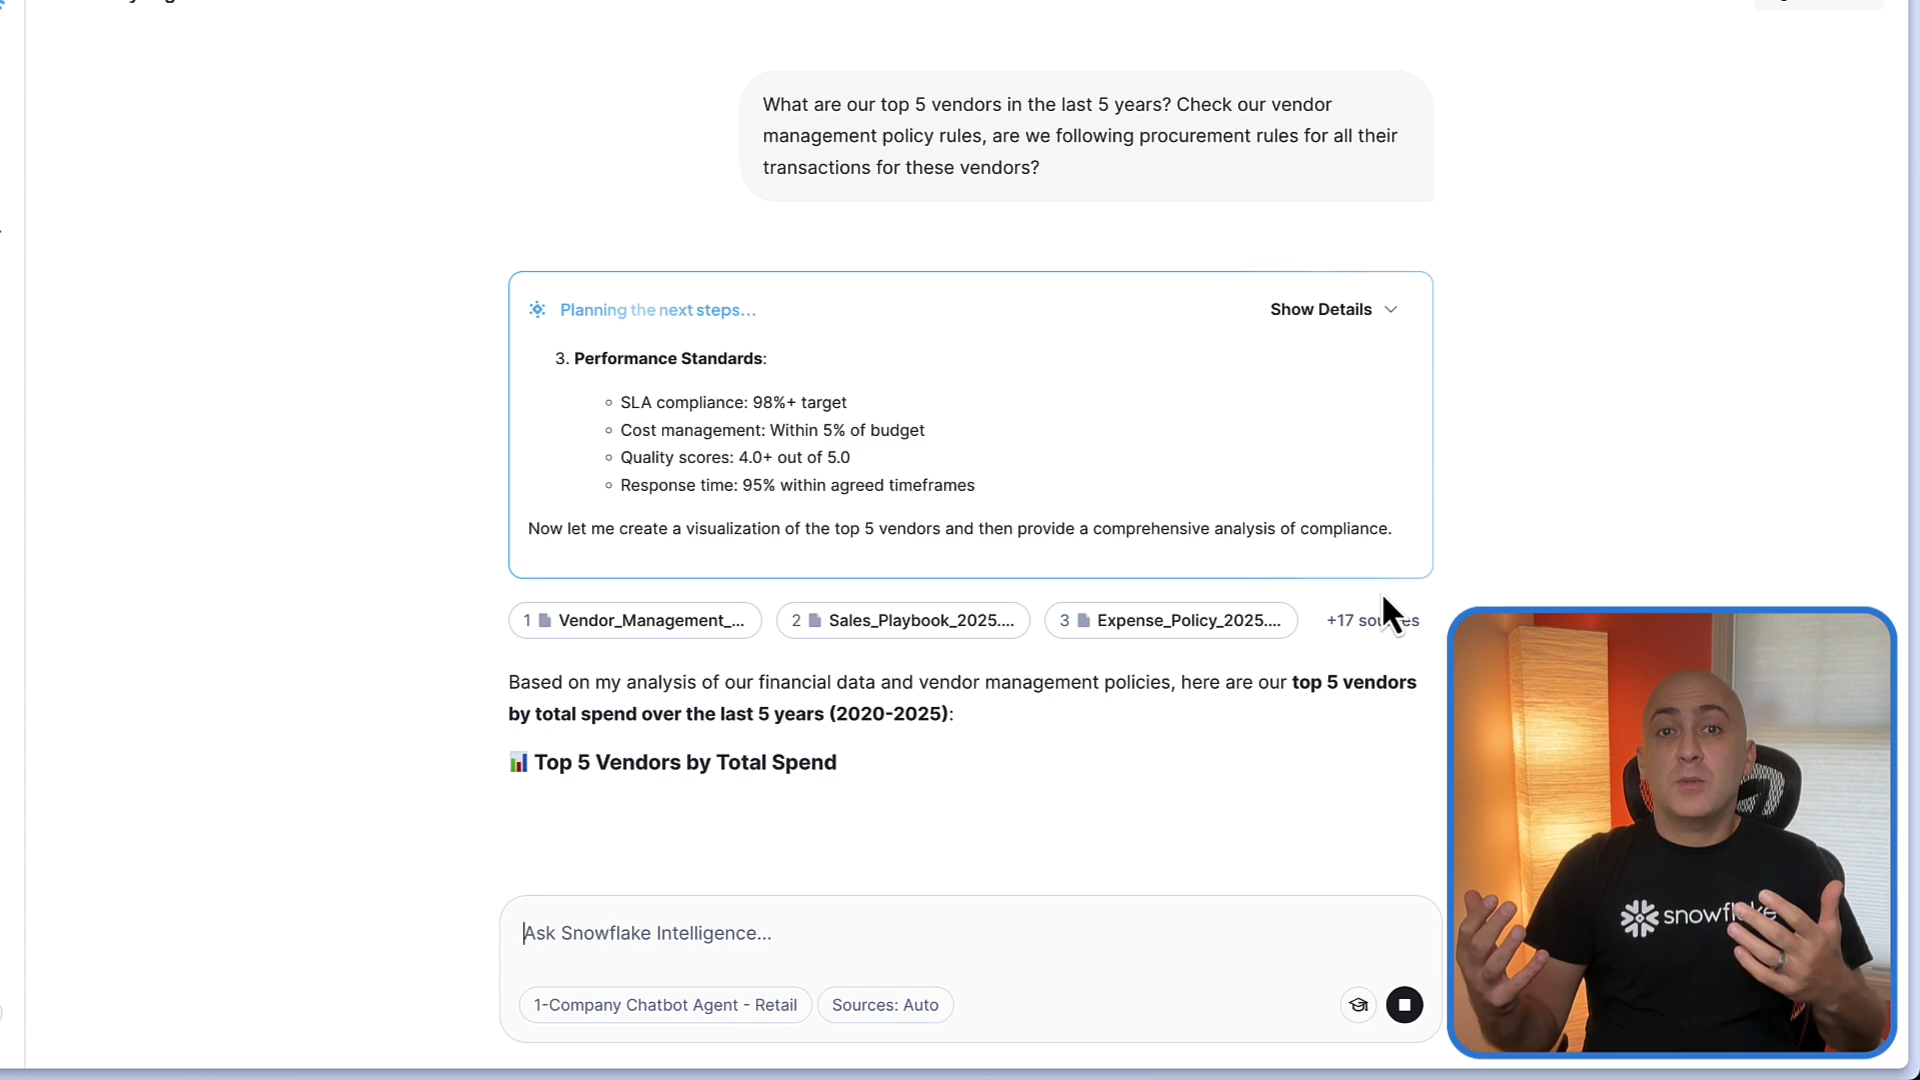 What are our top 5 vendors in the last 5 years? Check our vendor
management policy rules, are we following procurement rules for all their
transactions for these vendors?
Planning the next steps...
Show Details
3. Performance Standards:
SLA compliance: 98%+ target
Cost management: Within 5% of budget
Quality scores: 4.0+ out of 5.0
Response time: 95% within agreed timeframes
Now let me create a visualization of the top 5 vendors and then provide a comprehensive analysis of compliance.
1 Vendor_Management_...
2 Sales_Playbook_2025....
3 Expense_Policy_2025....
+17
Based on my analysis of our financial data and vendor management policies, here are our top 5 vendors
by total spend over the last 5 years (2020-2025):
Top 5 Vendors by Total Spend
Ask Snowflake Intelligence...
1-Company Chatbot Agent - Retail
Sources: Auto
snowflake